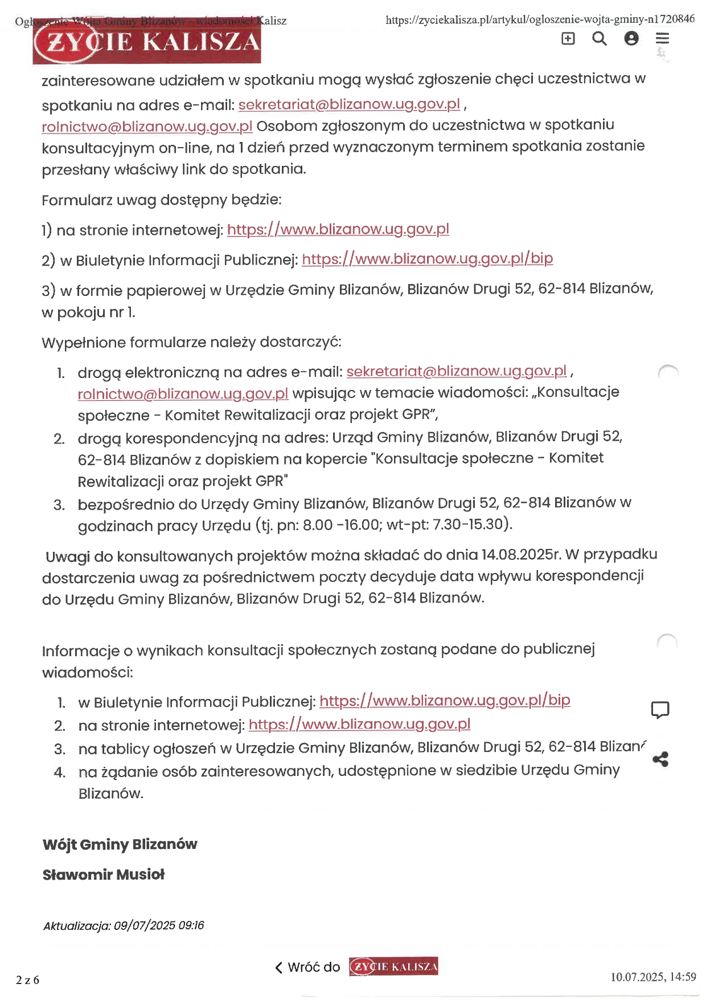 Ogłoszenie Wójta Gminy Blizanów - wiadomości Kalisz
https://zyciekalisza.pl/artykul/ogloszenie-wojta-gminy-n1720846
ŻYCIE KALISZA
zainteresowane udziałem w spotkaniu mogą wysłać zgłoszenie chęci uczestnictwa w
spotkaniu na adres e-mail: sekretariat@blizanow.ug.gov.pl ,
rolnictwo@blizanow.ug.gov.pl Osobom zgłoszonym do uczestnictwa w spotkaniu
konsultacyjnym on-line, na 1 dzień przed wyznaczonym terminem spotkania zostanie
przesłany właściwy link do spotkania.
Formularz uwag dostępny będzie:
1) na stronie internetowej: https://www.blizanow.ug.gov.pl
2) w Biuletynie Informacji Publicznej: https://www.blizanow.ug.gov.pl/bip
3) w formie papierowej w Urzędzie Gminy Blizanów, Blizanów Drugi 52, 62-814 Blizanów,
w pokoju nr 1.
Wypełnione formularze należy dostarczyć:
1. drogą elektroniczną na adres e-mail: sekretariat@blizanow.ug.gov.pl ,
rolnictwo@blizanow.ug.gov.pl wpisując w temacie wiadomości: „Konsultacje
społeczne - Komitet Rewitalizacji oraz projekt GPR”,
2. drogą korespondencyjną na adres: Urząd Gminy Blizanów, Blizanów Drugi 52,
62-814 Blizanów z dopiskiem na kopercie "Konsultacje społeczne - Komitet
Rewitalizacji oraz projekt GPR"
3. bezpośrednio do Urzędy Gminy Blizanów, Blizanów Drugi 52, 62-814 Blizanów w
godzinach pracy Urzędu (tj. pn: 8.00 -16.00; wt-pt: 7.30-15.30).
Uwagi do konsultowanych projektów można składać do dnia 14.08.2025r. W przypadku
dostarczenia uwag za pośrednictwem poczty decyduje data wpływu korespondencji
do Urzędu Gminy Blizanów, Blizanów Drugi 52, 62-814 Blizanów.
Informacje o wynikach konsultacji społecznych zostaną podane do publicznej
wiadomości:
1. w Biuletynie Informacji Publicznej: https://www.blizanow.ug.gov.pl/bip
2. na stronie internetowej: https://www.blizanow.ug.gov.pl
3. na tablicy ogłoszeń w Urzędzie Gminy Blizanów, Blizanów Drugi 52, 62-814 Blizan
4. na żądanie osób zainteresowanych, udostępnione w siedzibie Urzędu Gminy
Blizanów.
Wójt Gminy Blizanów
Sławomir Musioł
Aktualizacja: 09/07/2025 09:16
Wróć do ŻYCIE KALISZA
2 z 6
10.07.2025, 14:59